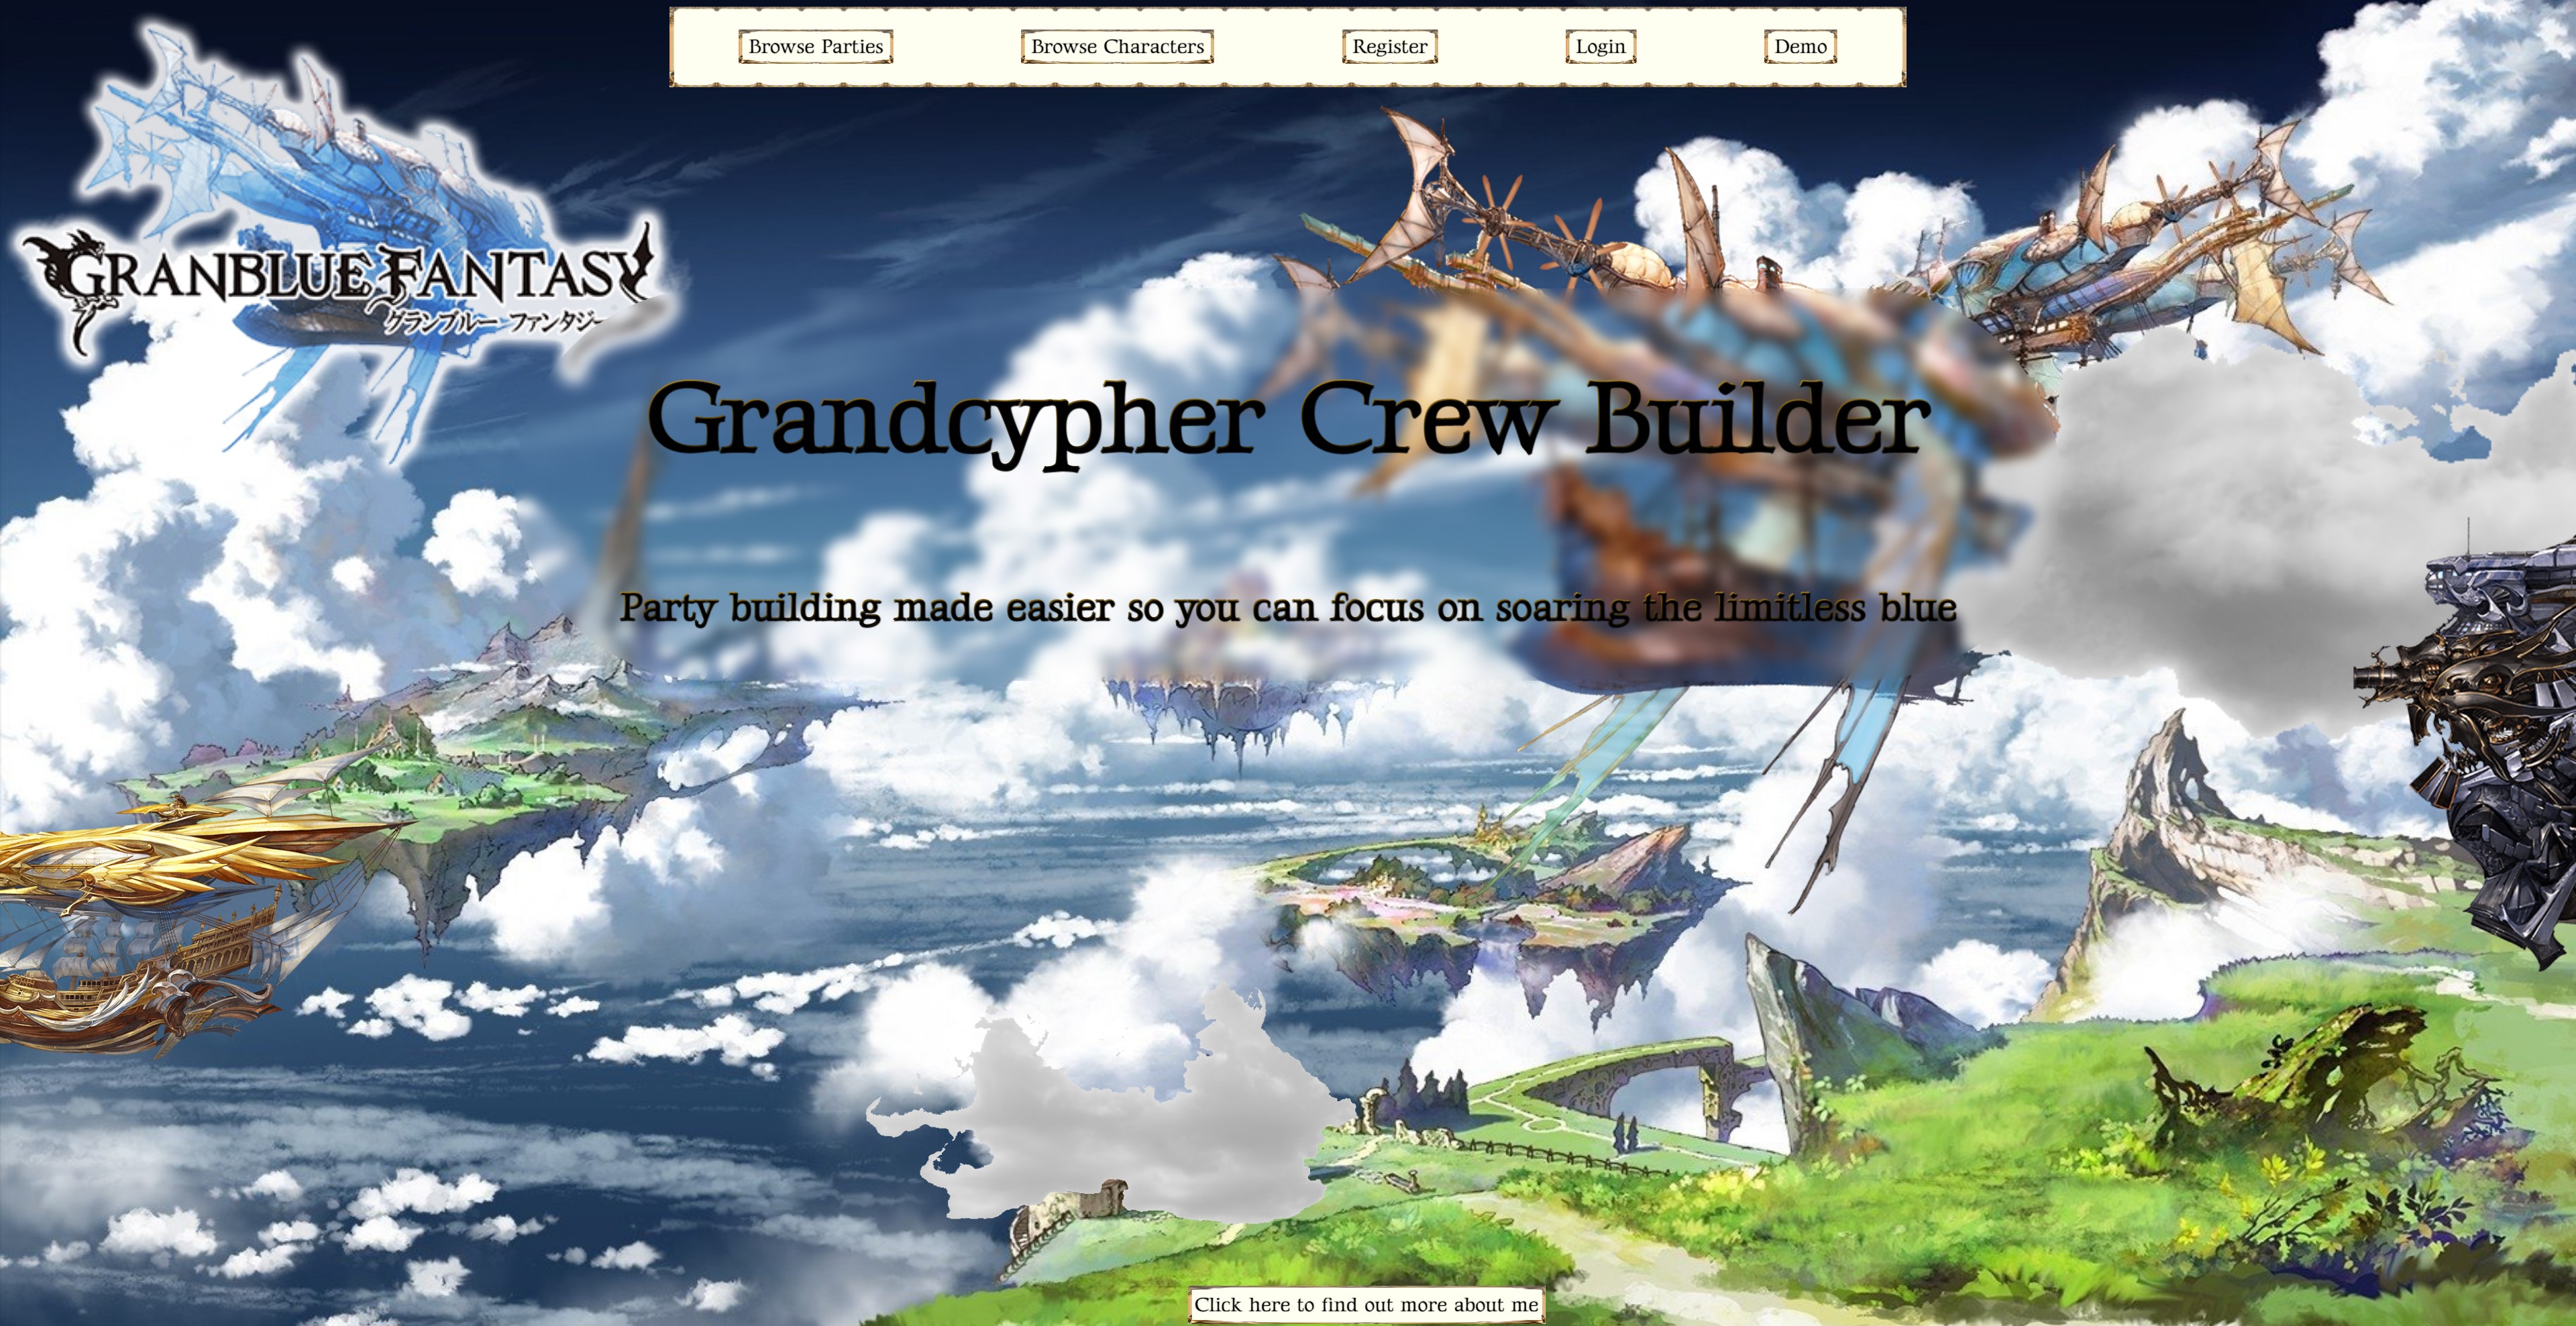 Browse Parties
Browse Characters
Register
Login
Demo
GRANBLUE FANTASY
グランブルー ファンタジー
Grandcypher Crew Builder
Party building made easier so you can focus on soaring the limitless blue
Click here to find out more about me